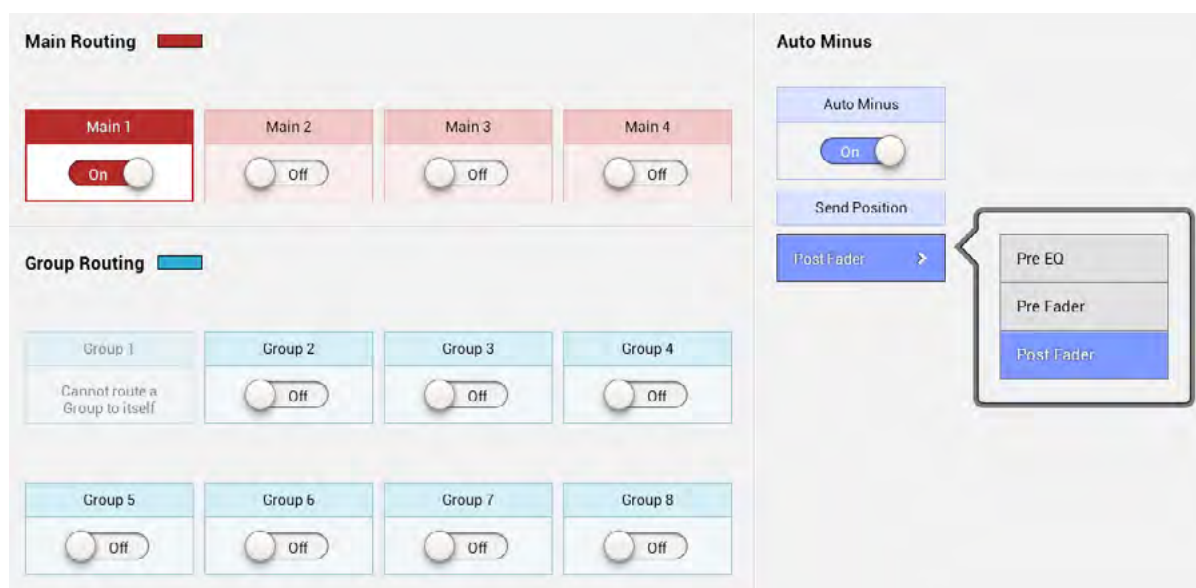 Main Routing
Main 1
Main 2
Main 3
Main 4
On
Off
Off
Off
Group Routing
Group 1
Group 2
Group 3
Group 4
Cannot route a
Group to itself
Off
Off
Off
Group 5
Group 6
Group 7
Group 8
Off
Off
Off
Off
Auto Minus
Auto Minus
On
Send Position
Post Fader >
Pre EQ
Pre Fader
Post Fader